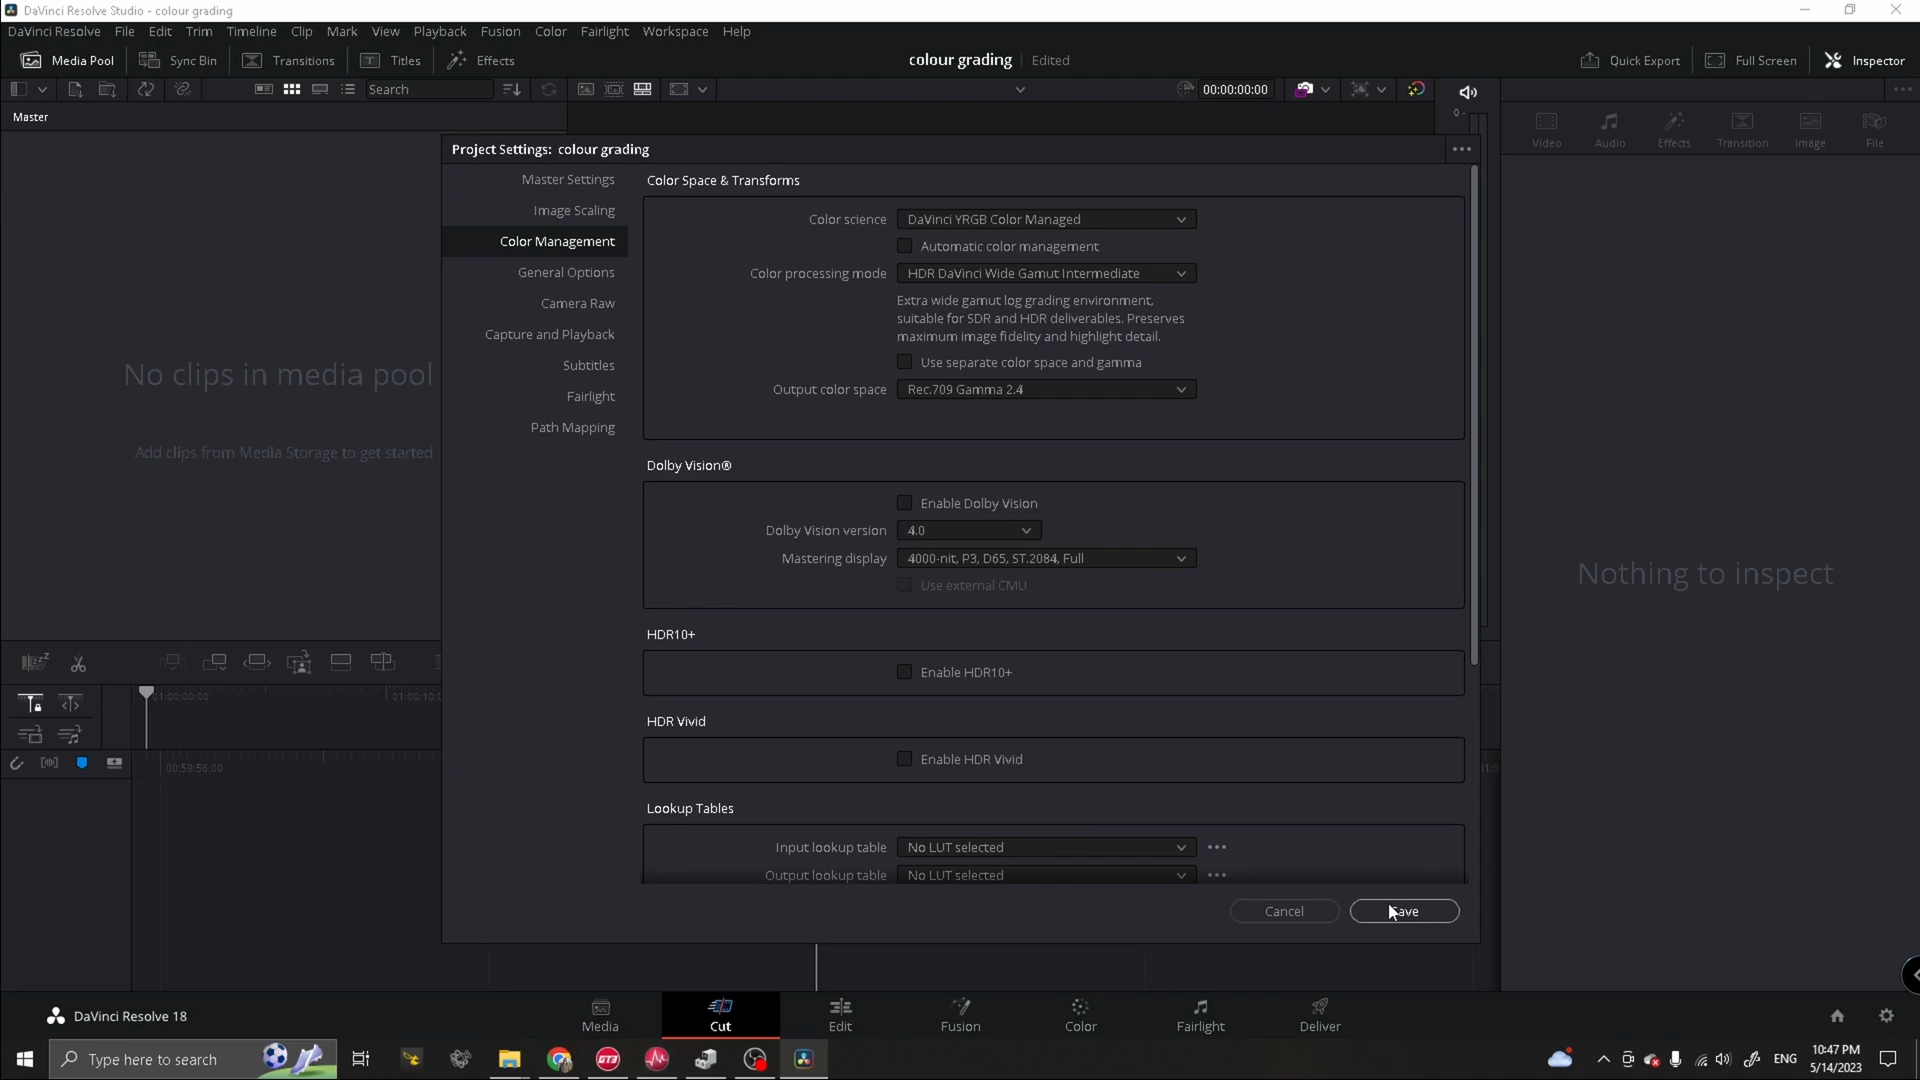 DaVinci Resolve Studio - colour grading
DaVinci Resolve File Edit Trim Timeline Clip Mark View Playback Fusion Color Fairlight Workspace Help
Media Pool Sync Bin Transitions Titles Effects colour grading Edited Quick Export Full Screen Inspector
Search 00:00:00:00
Master
Video Audio Effects Transition Image File
Project Settings: colour grading
Master Settings
Image Scaling
Color Management
General Options
Camera Raw
Capture and Playback
Subtitles
Fairlight
Path Mapping
Color Space & Transforms
Color science DaVinci YRGB Color Managed
Automatic color management
Color processing mode HDR DaVinci Wide Gamut Intermediate
Extra wide gamut log grading environment,
suitable for SDR and HDR deliverables. Preserves
maximum image fidelity and highlight detail.
Use separate color space and gamma
Output color space Rec.709 Gamma 2.4
Dolby Vision®
Enable Dolby Vision
Dolby Vision version 4.0
Mastering display 4000-nit, P3, D65, ST.2084, Full
Use external CMU
HDR10+
Enable HDR10+
HDR Vivid
Enable HDR Vivid
Lookup Tables
Input lookup table No LUT selected
Output lookup table No LUT selected
Cancel
No clips in media pool
Add clips from Media Storage to get started
Nothing to inspect
00:59:56:00
DaVinci Resolve 18
Media Cut Edit Fusion Color Fairlight Deliver
Type here to search
GT3
ENG
10:47 PM
5/14/2023